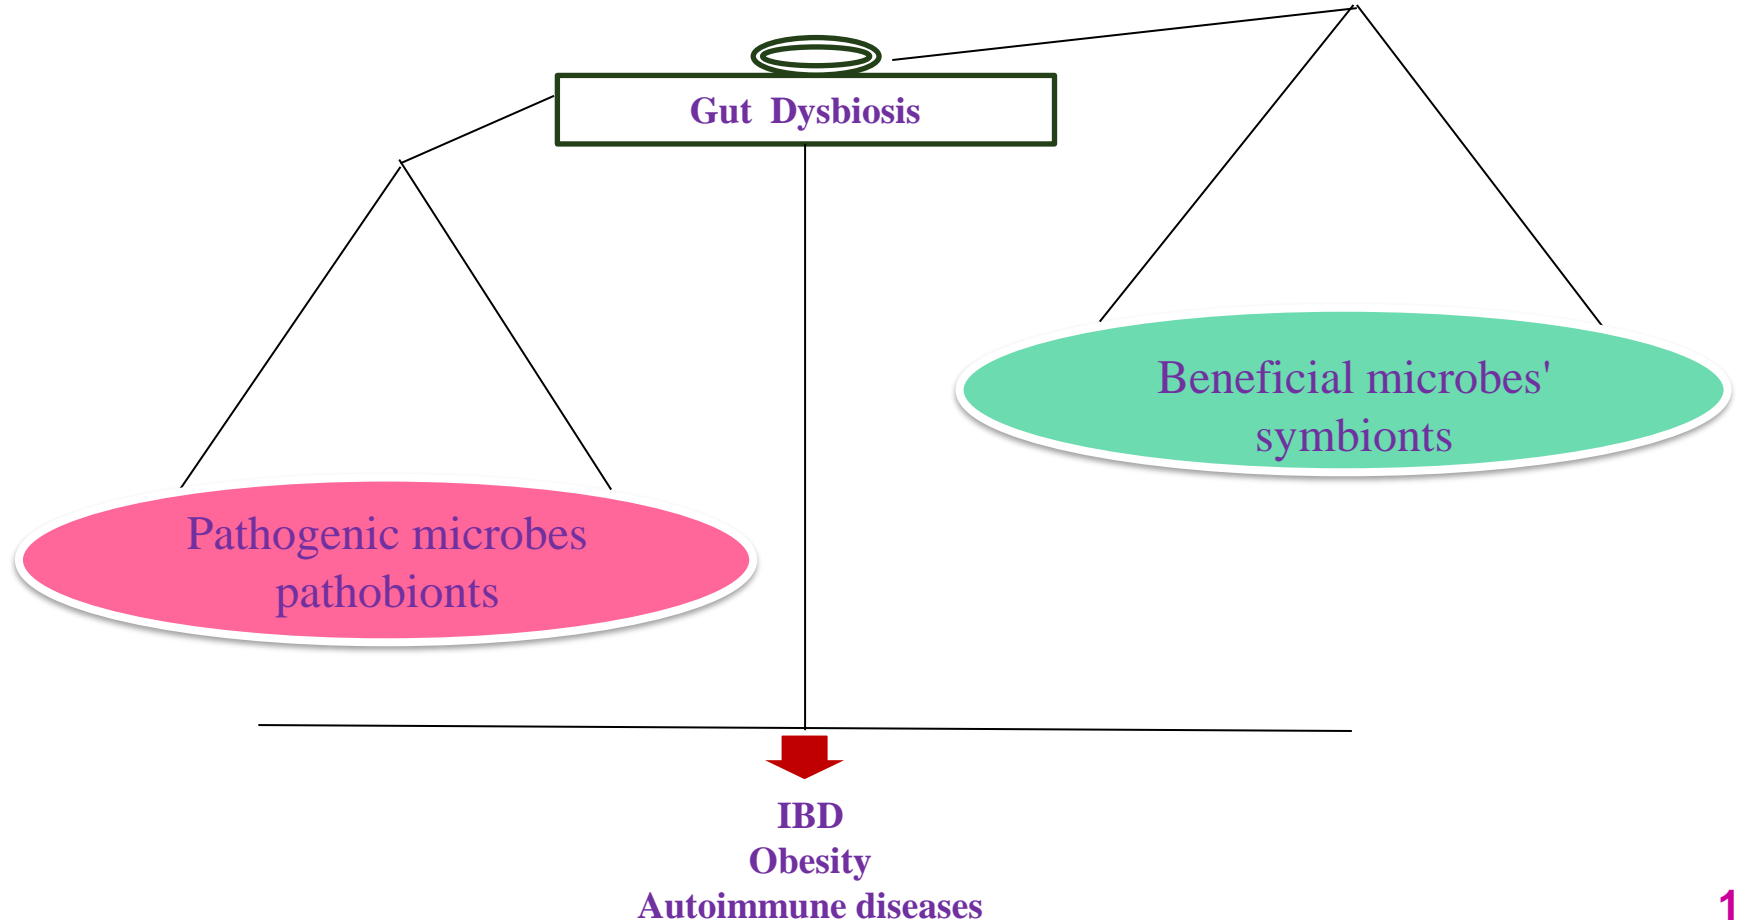 Gut Dysbiosis
Beneficial microbes'
symbionts
Pathogenic microbes
pathobionts
IBD
Obesity
Autoimmune diseases
1